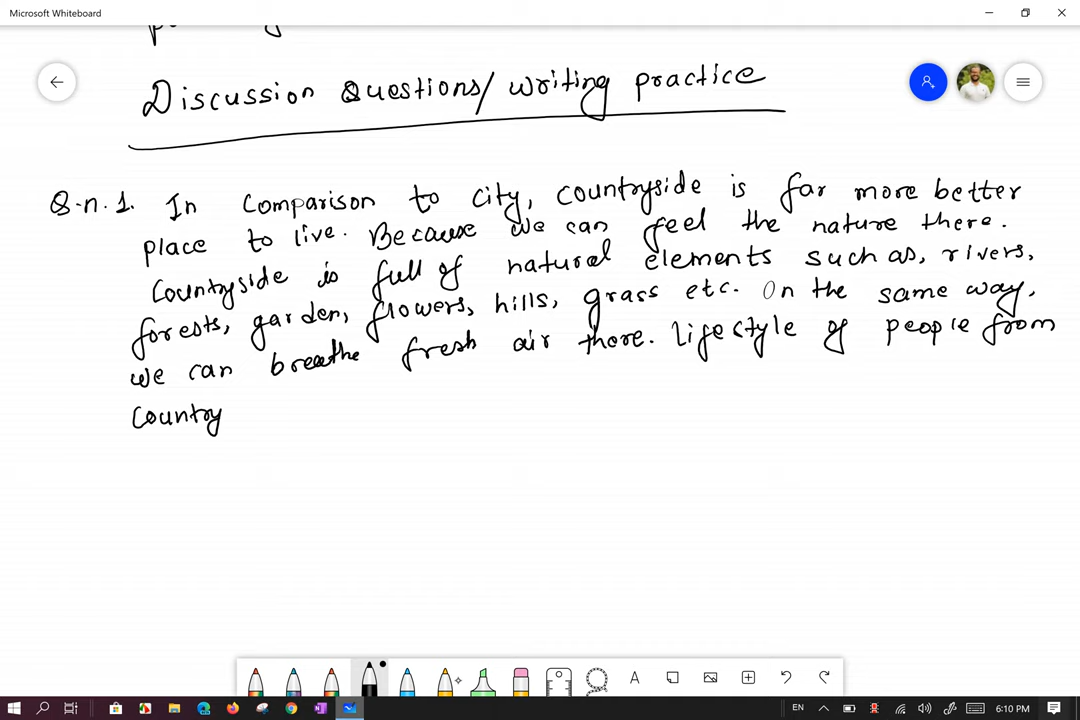 Microsoft Whiteboard
Discussion Questions/ writing practice
Q.n.1. In comparison to city, countryside is far more better
place to live. Because we can feel the nature there.
Countryside is full of natural elements such as, rivers,
forests, garden, flowers, hills, grass etc. On the same way,
we can breathe fresh air there. Lifestyle of people from
Country
A
EN
6:10 PM